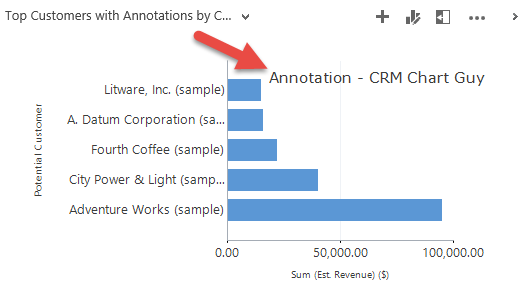 Top Customers with Annotations by C...
Annotation - CRM Chart Guy
Potential Customer
Litware, Inc. (sample)
A. Datum Corporation (sa...
Fourth Coffee (sample)
City Power & Light (samp...
Adventure Works (sample)
0.00 50,000.00 100,000.00
Sum (Est. Revenue) ($)